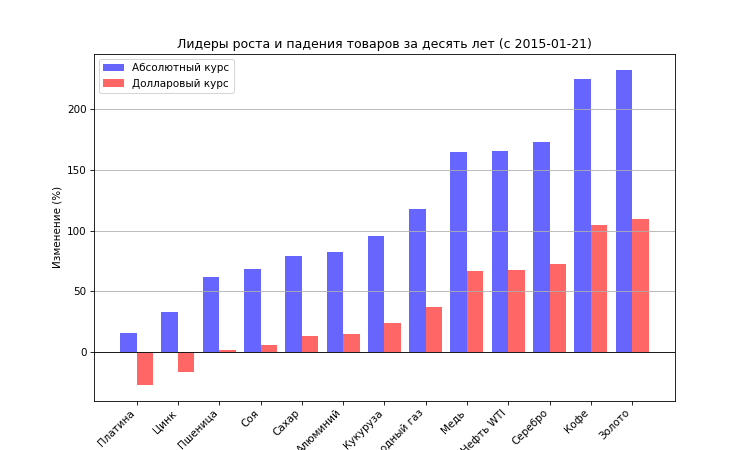 Лидеры роста и падения товаров за десять лет (с 2015-01-21)
Абсолютный курс
Долларовый курс
Изменение (%)
200
150
100
50
0
Платина
Цинк
Пшеница
Соя
Сахар
Алюминий
Кукуруза
одный газ
Медь
Нефть WTI
Серебро
Кофе
Золото